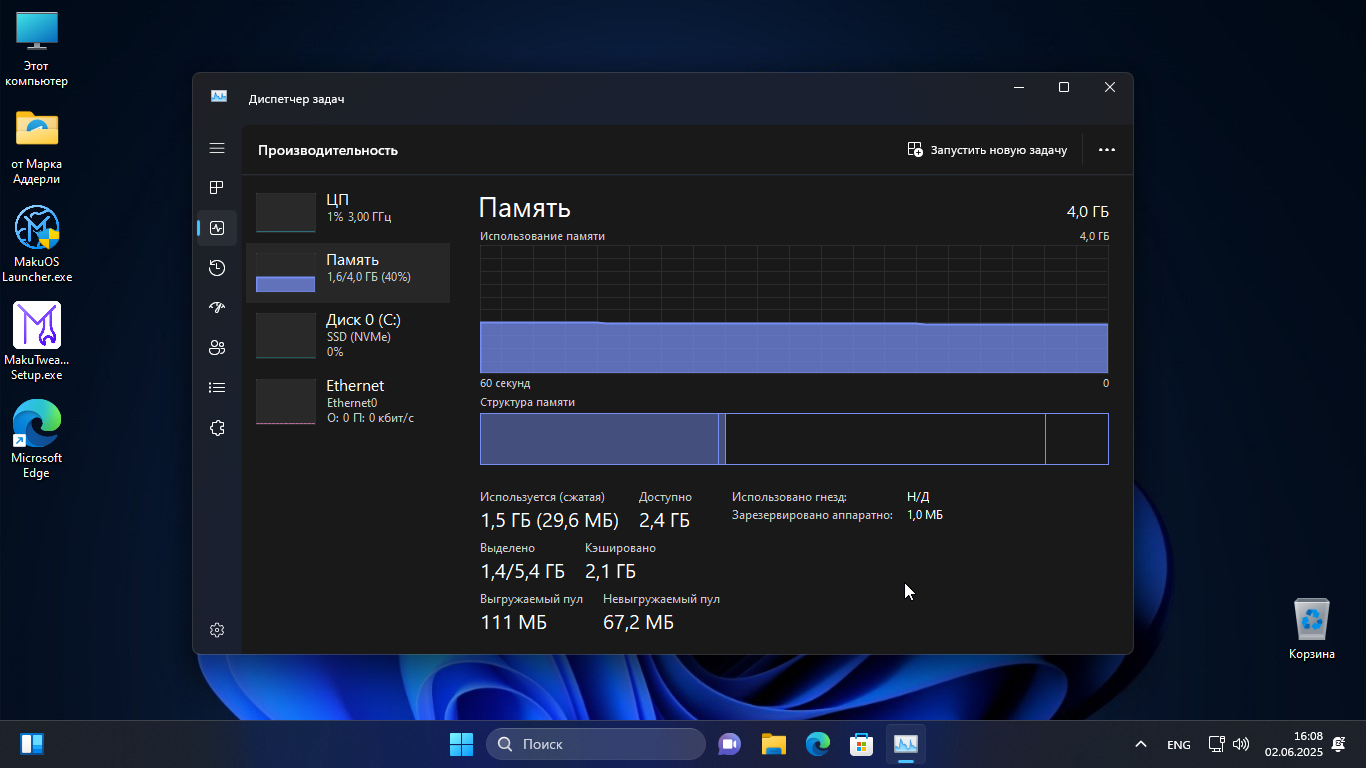 Этот
компьютер
от Марка
Аддерли
MakuOS
Launcher.exe
MakuTwea...
Setup.exe
Microsoft
Edge
Диспетчер задач
Производительность
Запустить новую задачу
ЦП
1% 3,00 ГГц
Память
1,6/4,0 ГБ (40%)
Диск 0 (C:)
SSD (NVMe)
0%
Ethernet
Ethernet0
О: 0 П: 0 кбит/с
Память
4,0 ГБ
Использование памяти
4,0 ГБ
60 секунд
0
Структура памяти
Используется (сжатая)
Доступно
1,5 ГБ (29,6 МБ)
2,4 ГБ
Выделено
Кэшировано
1,4/5,4 ГБ
2,1 ГБ
Выгружаемый пул
Невыгружаемый пул
111 МБ
67,2 МБ
Использовано гнезд:
Н/Д
Зарезервировано аппаратно:
1,0 МБ
Корзина
Поиск
ENG
16:08
02.06.2025